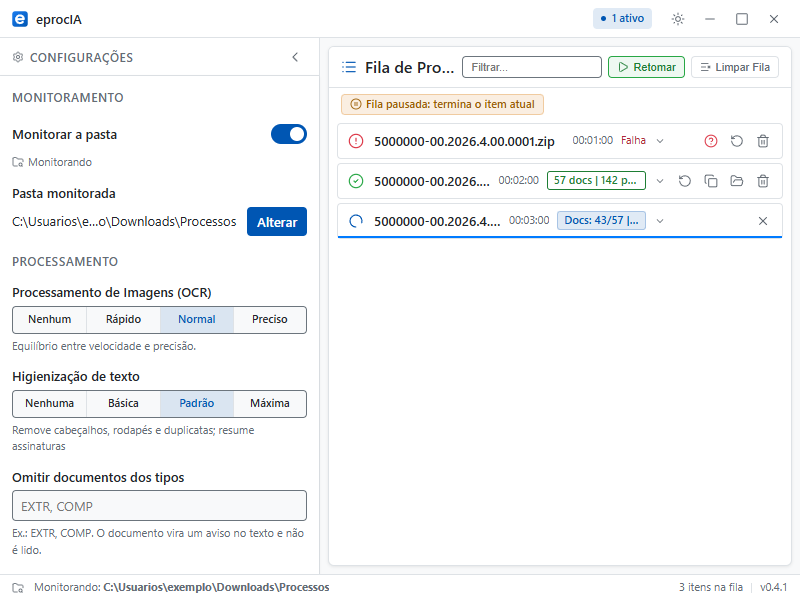 eprocIA
1 ativo
CONFIGURAÇÕES
MONITORAMENTO
Monitorar a pasta
Monitorando
Pasta monitorada
C:\Usuarios\e...o\Downloads\Processos
Alterar
PROCESSAMENTO
Processamento de Imagens (OCR)
Nenhum Rápido Normal Preciso
Equilíbrio entre velocidade e precisão.
Higienização de texto
Nenhuma Básica Padrão Máxima
Remove cabeçalhos, rodapés e duplicatas; resume
assinaturas
Omitir documentos dos tipos
EXTR, COMP
Ex.: EXTR, COMP. O documento vira um aviso no texto e não
é lido.
Fila de Pro... Filtrar... Retomar Limpar Fila
Fila pausada: termina o item atual
5000000-00.2026.4.00.0001.zip 00:01:00 Falha
5000000-00.2026.... 00:02:00 57 docs | 142 p...
5000000-00.2026.4.... 00:03:00 Docs: 43/57 |...
Monitorando: C:\Usuarios\exemplo\Downloads\Processos
3 itens na fila v0.4.1